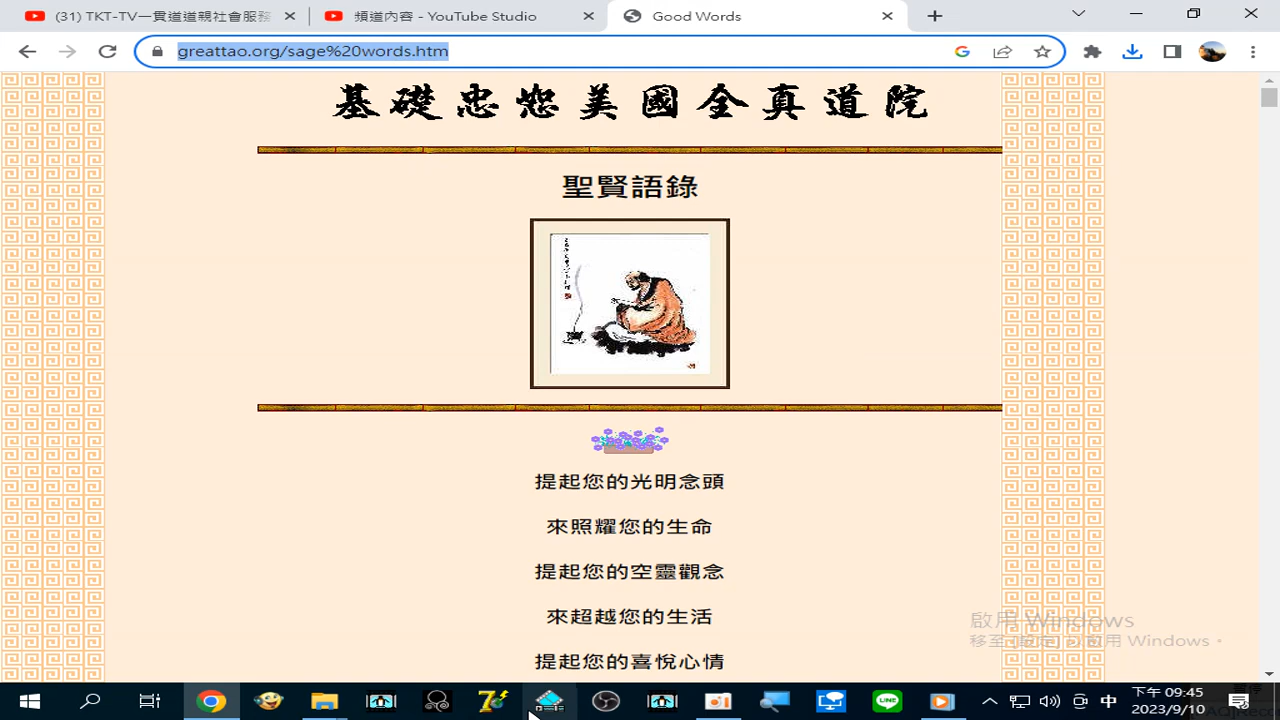 (31) TKT-TV一貫道道親社會服務
頻道內容 - YouTube Studio
Good Words
greattao.org/sage%20words.htm
基礎忠恕美國全真道院
聖賢語錄
提起您的光明念頭
來照耀您的生命
提起您的空靈觀念
來超越您的生活
提起您的喜悅心情
啟用 Windows
移至 [設定] 以啟用 Windows。
LINE
中
下午 09:45
2023/9/10